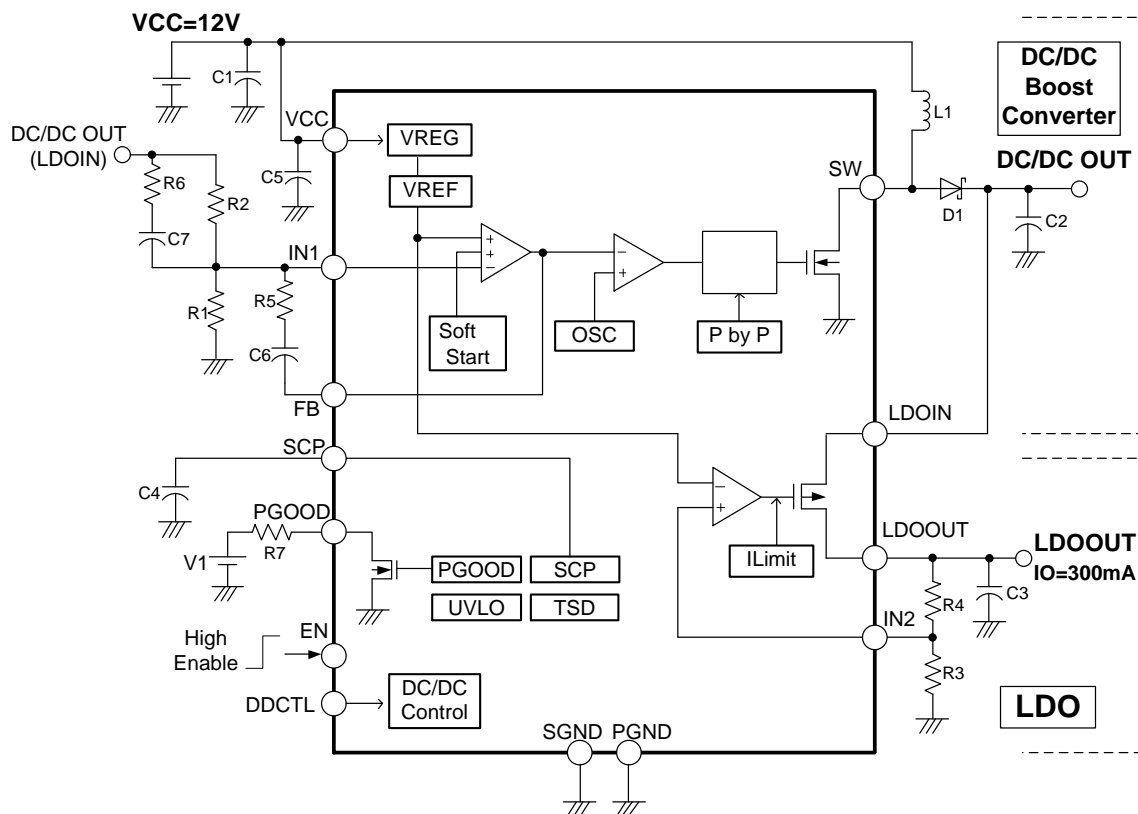 VCC=12V
DC/DC
Boost
Converter
C1
L1
VCC
VREG
DC/DC OUT
(LDOIN)
DC/DC OUT
R6
R2
C5
VREF
SW
D1
C2
C7
IN1
+
+
−
−
+
R1
R5
C6
Soft
Start
OSC
P by P
FB
LDOIN
SCP
C4
−
+
PGOOD
LDOOUT
LDOOUT
IO=300mA
R7
V1
PGOOD
SCP
ILimit
R4
C3
UVLO
TSD
IN2
EN
High
Enable
R3
DDCTL
DC/DC
Control
LDO
SGND
PGND